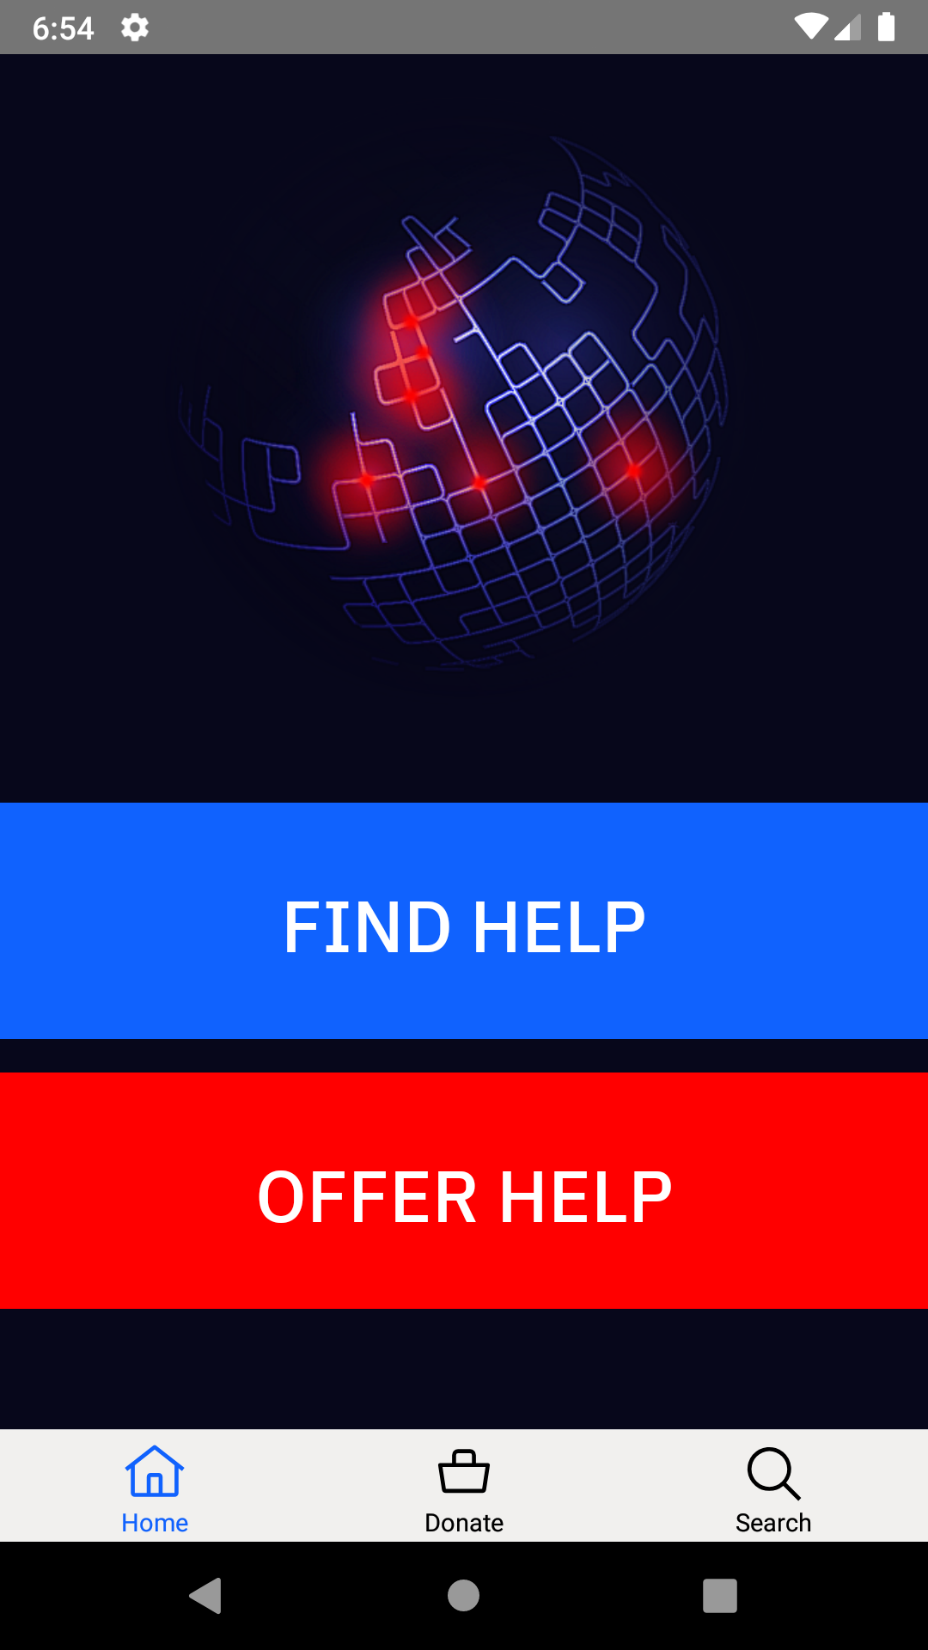 6:54
FIND HELP
OFFER HELP
Home
Donate
Search